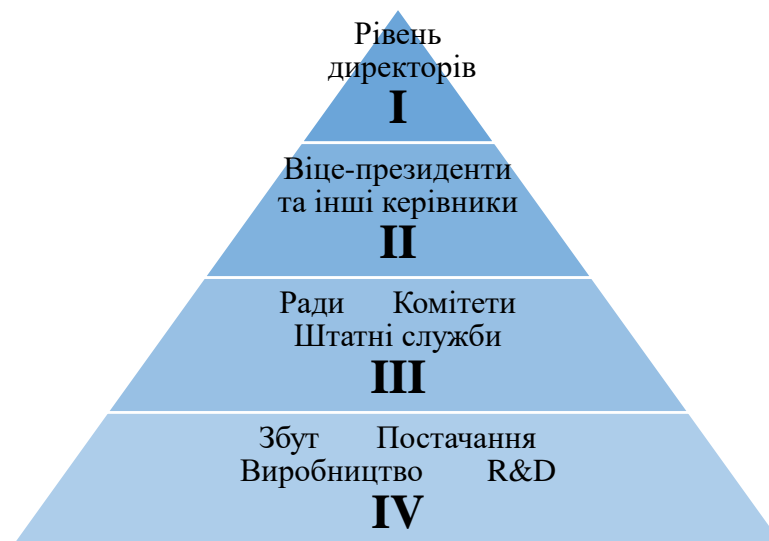 Рівень
директорів
I
Віце-президенти
та інші керівники
II
Ради Комітети
Штатні служби
III
Збут Постачання
Виробництво R&D
IV